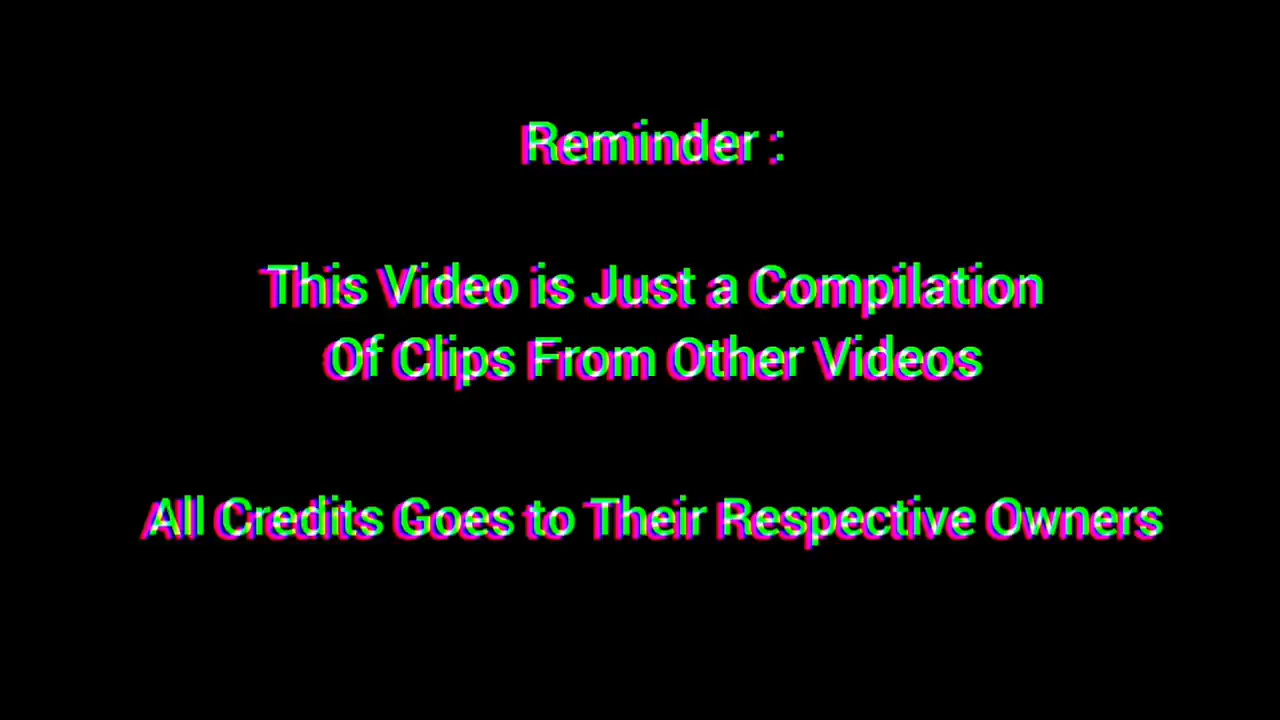 Reminder :
This Video is Just a Compilation
Of Clips From Other Videos
All Credits Goes to Their Respective Owners